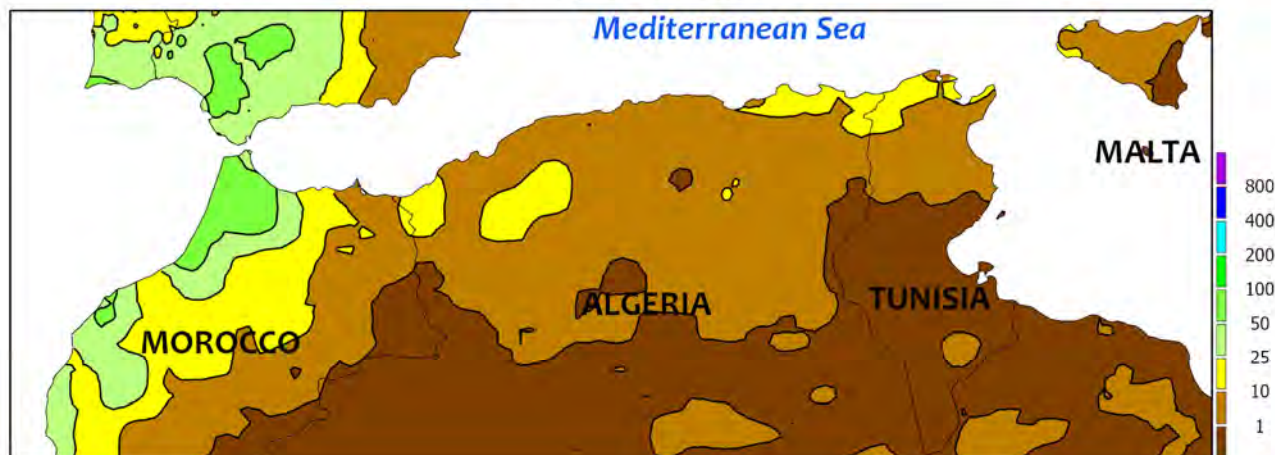 Mediterranean Sea
MALTA
800
400
200
ALGERIA
TUNISIA
100
MOROCCO
50
25
10
1